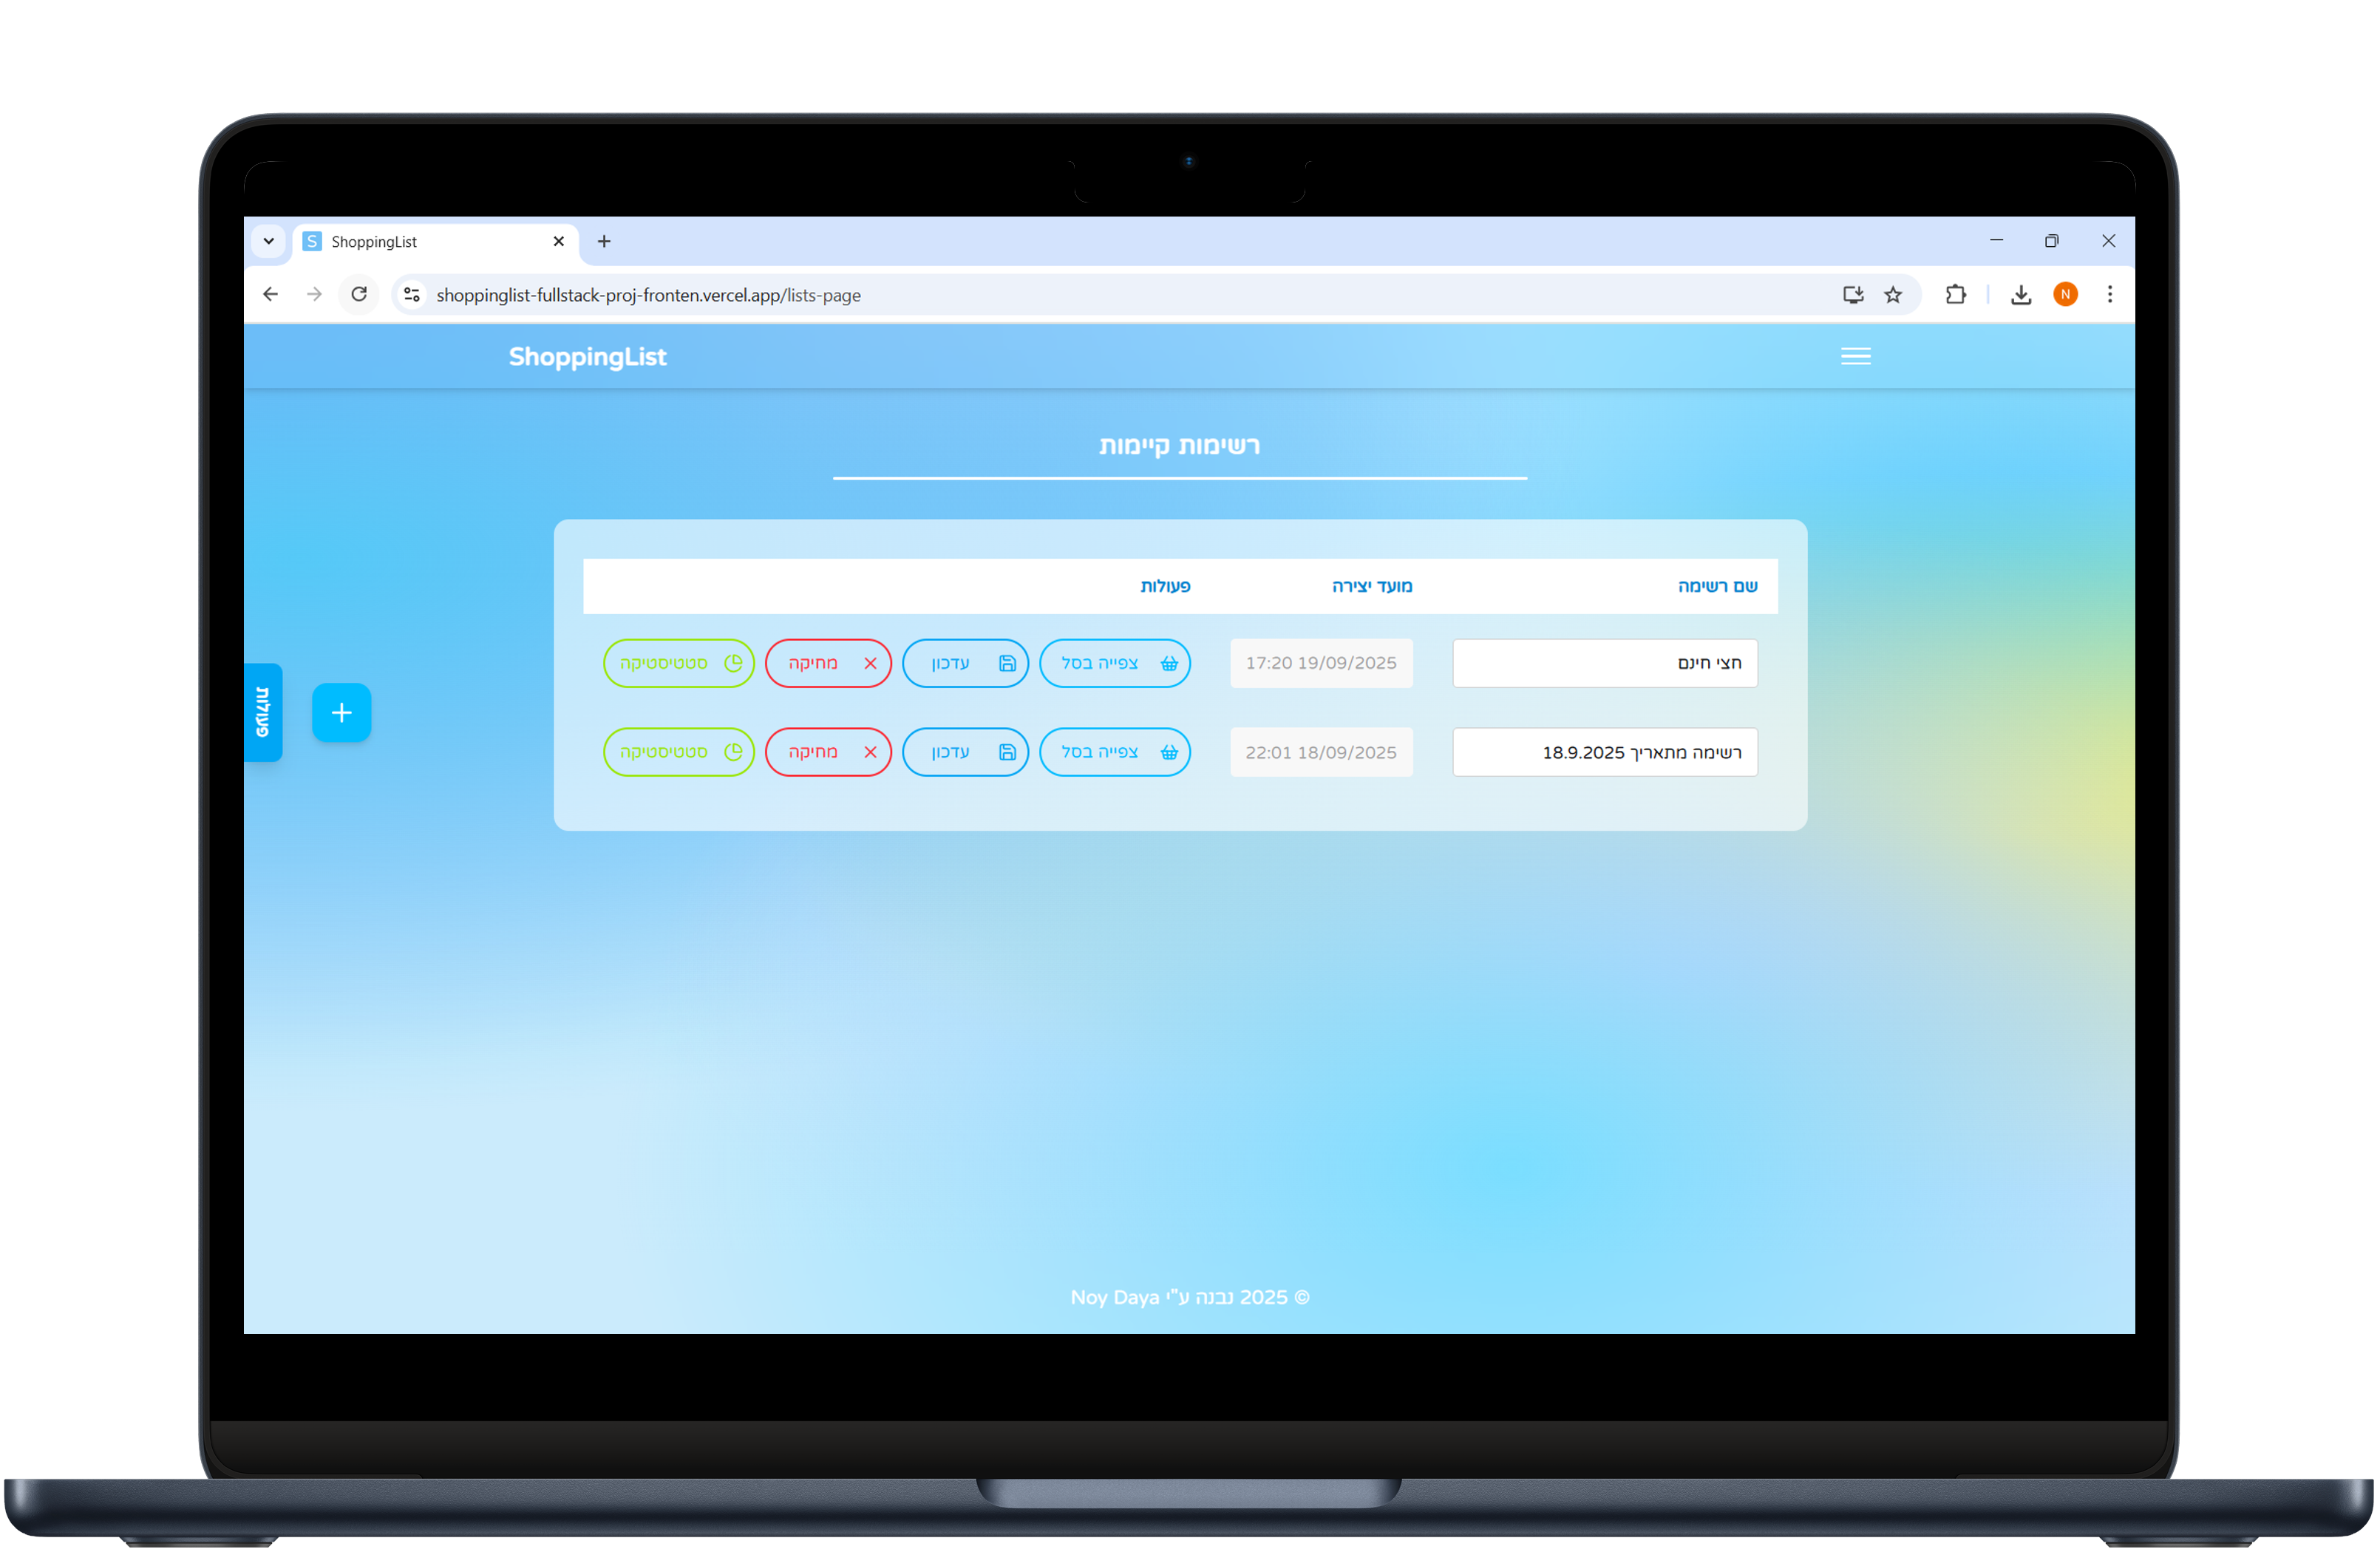 ShoppingList
shoppinglist-fullstack-proj-fronten.vercel.app/lists-page
N
ShoppingList
רשימות קיימות
שם רשימה מועד יצירה פעולות
חצי חינם 19/09/2025 17:20 צפייה בסל עדכון מחיקה סטטיסטיקה
רשימה מתאריך 18.9.2025 18/09/2025 22:01 צפייה בסל עדכון מחיקה סטטיסטיקה
פעולות
© 2025 נבנה ע"י Noy Daya